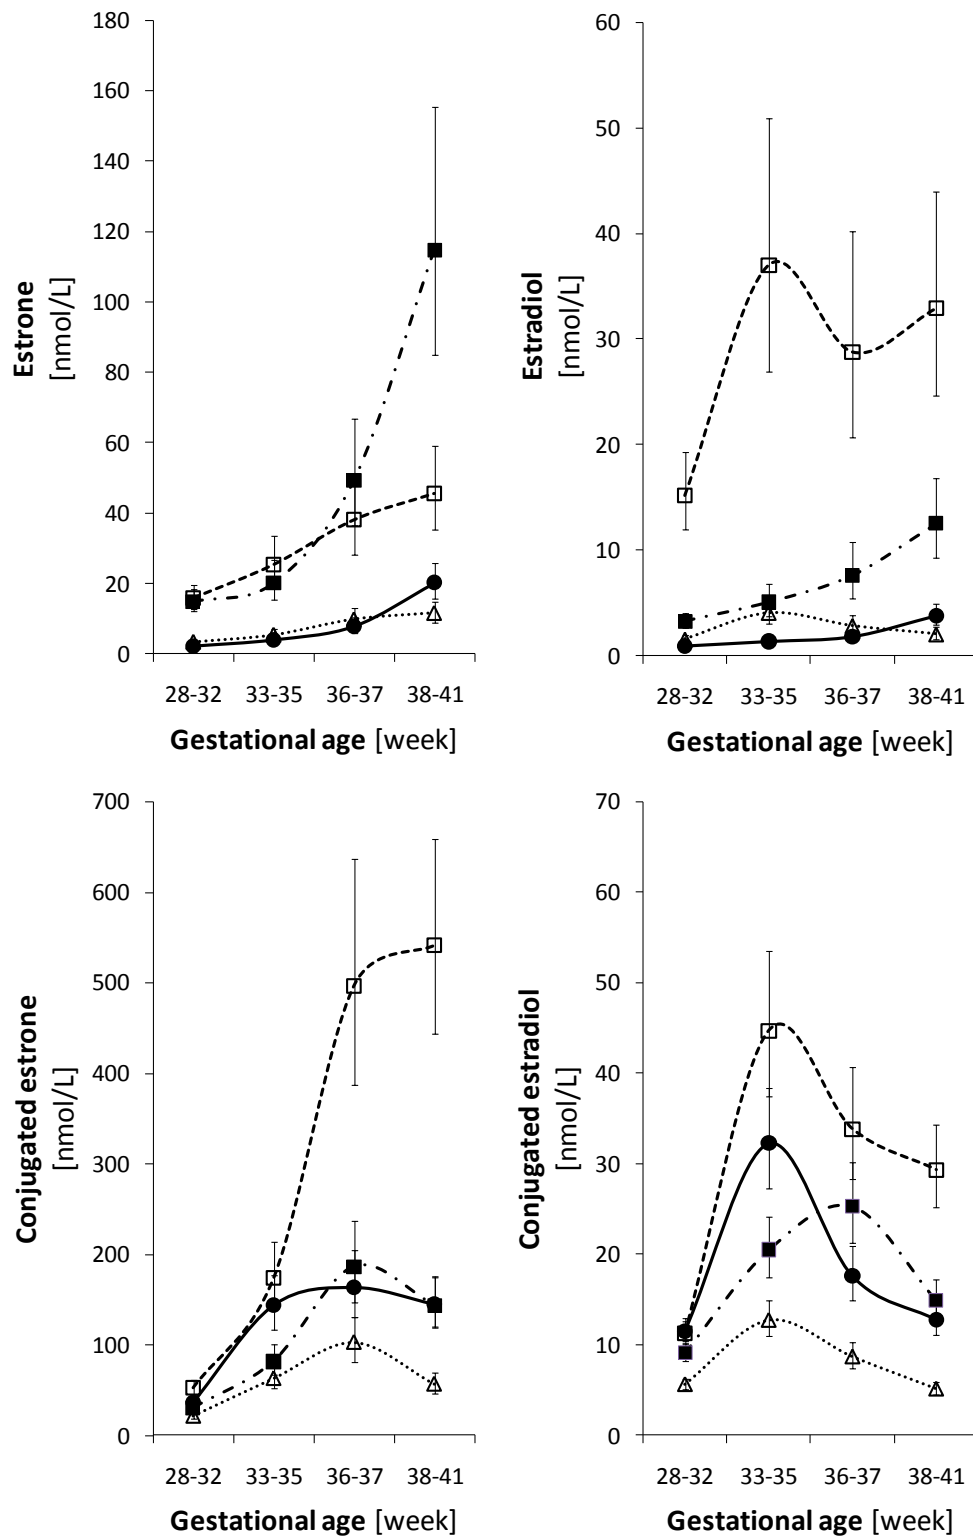 180
160
140
120
100
80
60
40
20
0
Estrone
[nmol/L]
28-32 33-35 36-37 38-41
Gestational age [week]
60
50
40
30
20
10
0
Estradiol
[nmol/L]
28-32 33-35 36-37 38-41
Gestational age [week]
700
600
500
400
300
200
100
0
Conjugated estrone
[nmol/L]
28-32 33-35 36-37 38-41
Gestational age [week]
70
60
50
40
30
20
10
0
Conjugated estradiol
[nmol/L]
28-32 33-35 36-37 38-41
Gestational age [week]